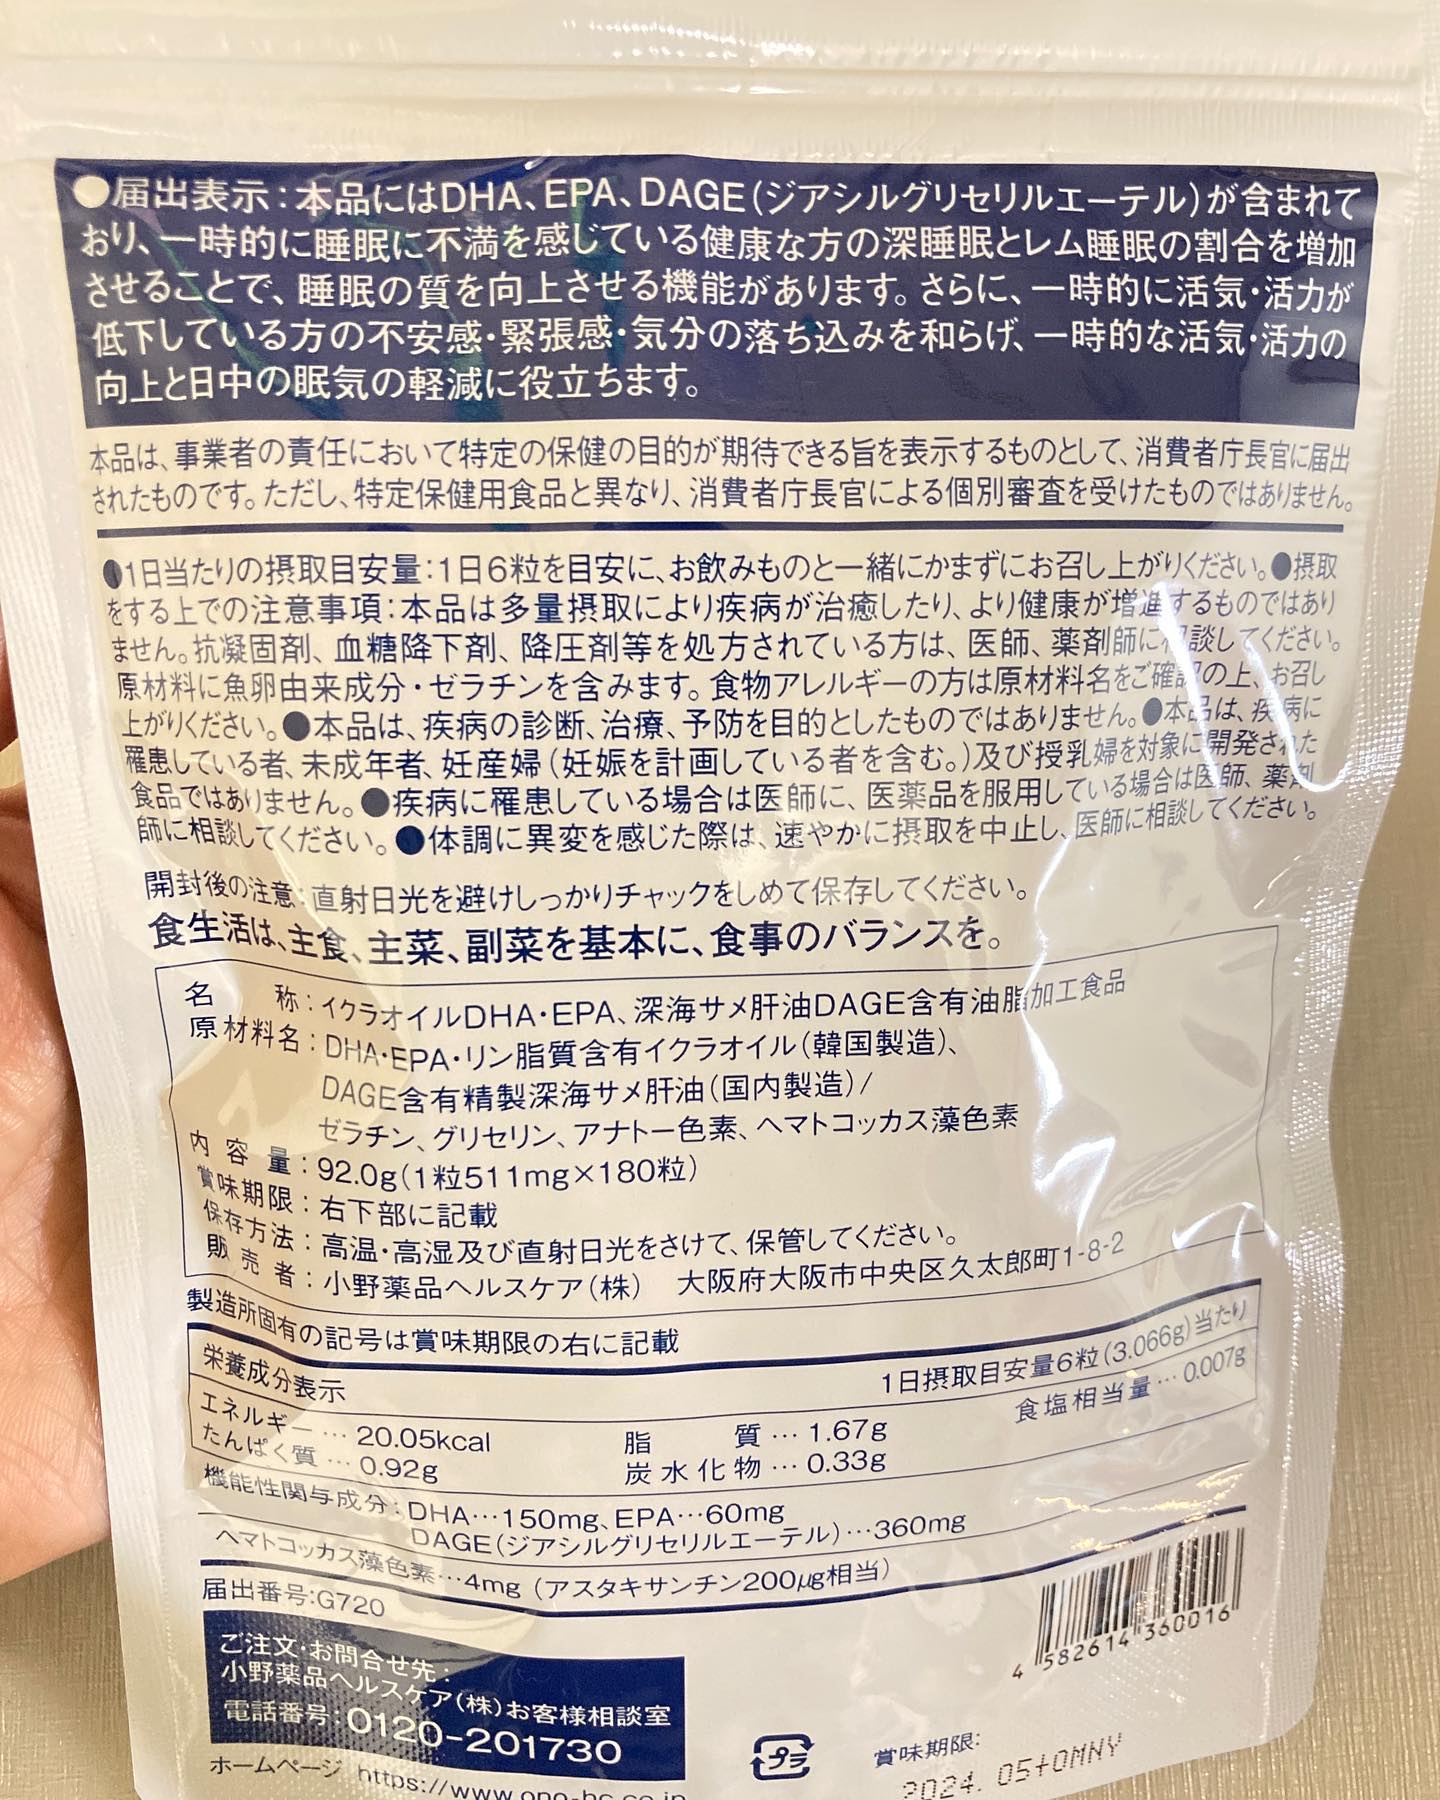 ●届出表示：本品にはDHA、EPA、DAGE（ジアシルグリセリルエーテル）が含まれて
おり、一時的に睡眠に不満を感じている健康な方の深睡眠とレム睡眠の割合を増加
させることで、睡眠の質を向上させる機能があります。さらに、一時的に活気・活力が
低下している方の不安感・緊張感・気分の落ち込みを和らげ、一時的な活気・活力の
向上と日中の眠気の軽減に役立ちます。
本品は、事業者の責任において特定の保健の目的が期待できる旨を表示するものとして、消費者庁長官に届出
されたものです。ただし、特定保健用食品と異なり、消費者庁長官による個別審査を受けたものではありません。
●1日当たりの摂取目安量：1日6粒を目安に、お飲みものと一緒にかまずにお召し上がりください。●摂取
をする上での注意事項：本品は多量摂取により疾病が治癒したり、より健康が増進するものではあり
ません。抗凝固剤、血糖降下剤、降圧剤等を処方されている方は、医師、薬剤師に相談してください。
原材料に魚卵由来成分・ゼラチンを含みます。食物アレルギーの方は原材料名をご確認の上、お召し
上がりください。●本品は、疾病の診断、治療、予防を目的としたものではありません。●本品は、疾病に
罹患している者、未成年者、妊産婦（妊娠を計画している者を含む。）及び授乳婦を対象に開発された
食品ではありません。●疾病に罹患している場合は医師に、医薬品を服用している場合は医師、薬剤
師に相談してください。●体調に異変を感じた際は、速やかに摂取を中止し、医師に相談してください。
開封後の注意：直射日光を避けしっかりチャックをしめて保存してください。
食生活は、主食、主菜、副菜を基本に、食事のバランスを。
名称：イクラオイルDHA・EPA、深海サメ肝油DAGE含有油脂加工食品
原材料名：DHA・EPA・リン脂質含有イクラオイル（韓国製造）、
DAGE含有精製深海サメ肝油（国内製造）/
ゼラチン、グリセリン、アナトー色素、ヘマトコッカス藻色素
内容量：92.0g（1粒511mg×180粒）
賞味期限：右下部に記載
保存方法：高温・高湿及び直射日光をさけて、保管してください。
販売者：小野薬品ヘルスケア（株） 大阪府大阪市中央区久太郎町1-8-2
製造所固有の記号は賞味期限の右に記載
栄養成分表示 1日摂取目安量6粒（3.066g）当たり
エネルギー…20.05kcal 脂質…1.67g 食塩相当量…0.007g
たんぱく質…0.92g 炭水化物…0.33g
機能性関与成分：DHA…150mg、EPA…60mg
DAGE（ジアシルグリセリルエーテル）…360mg
ヘマトコッカス藻色素…4mg（アスタキサンチン200μg相当）
届出番号：G720
ご注文・お問合せ先：
小野薬品ヘルスケア（株）お客様相談室
電話番号：0120-201730
ホームページ https://www.ono-hc.co.jp
4 582614 360016
プラ
賞味期限：
2024. 05+OMNY